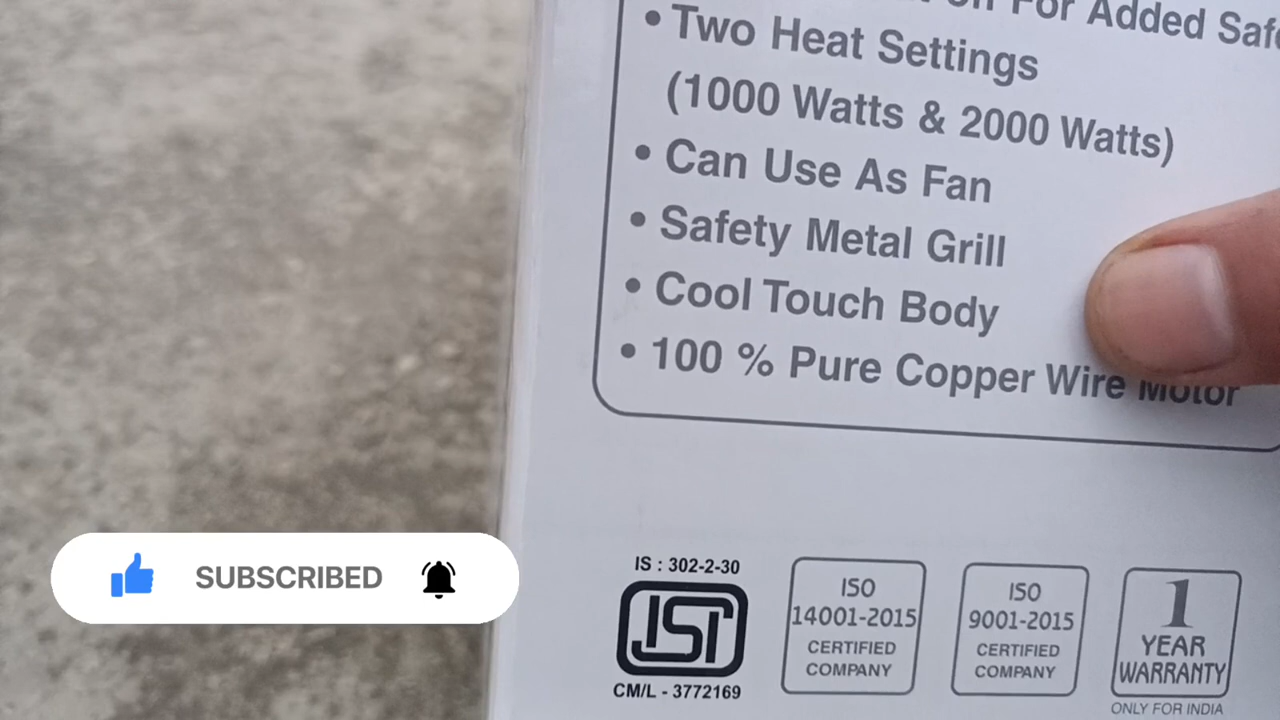 For Added
• Two Heat Settings
(1000 Watts & 2000 Watts)
• Can Use As Fan
• Safety Metal Grill
• Cool Touch Body
• 100 % Pure Copper Wire Motor
IS : 302-2-30
ISI
CM/L - 3772169
ISO
14001-2015
CERTIFIED
COMPANY
ISO
9001-2015
CERTIFIED
COMPANY
1
YEAR
WARRANTY
ONLY FOR INDIA
SUBSCRIBED